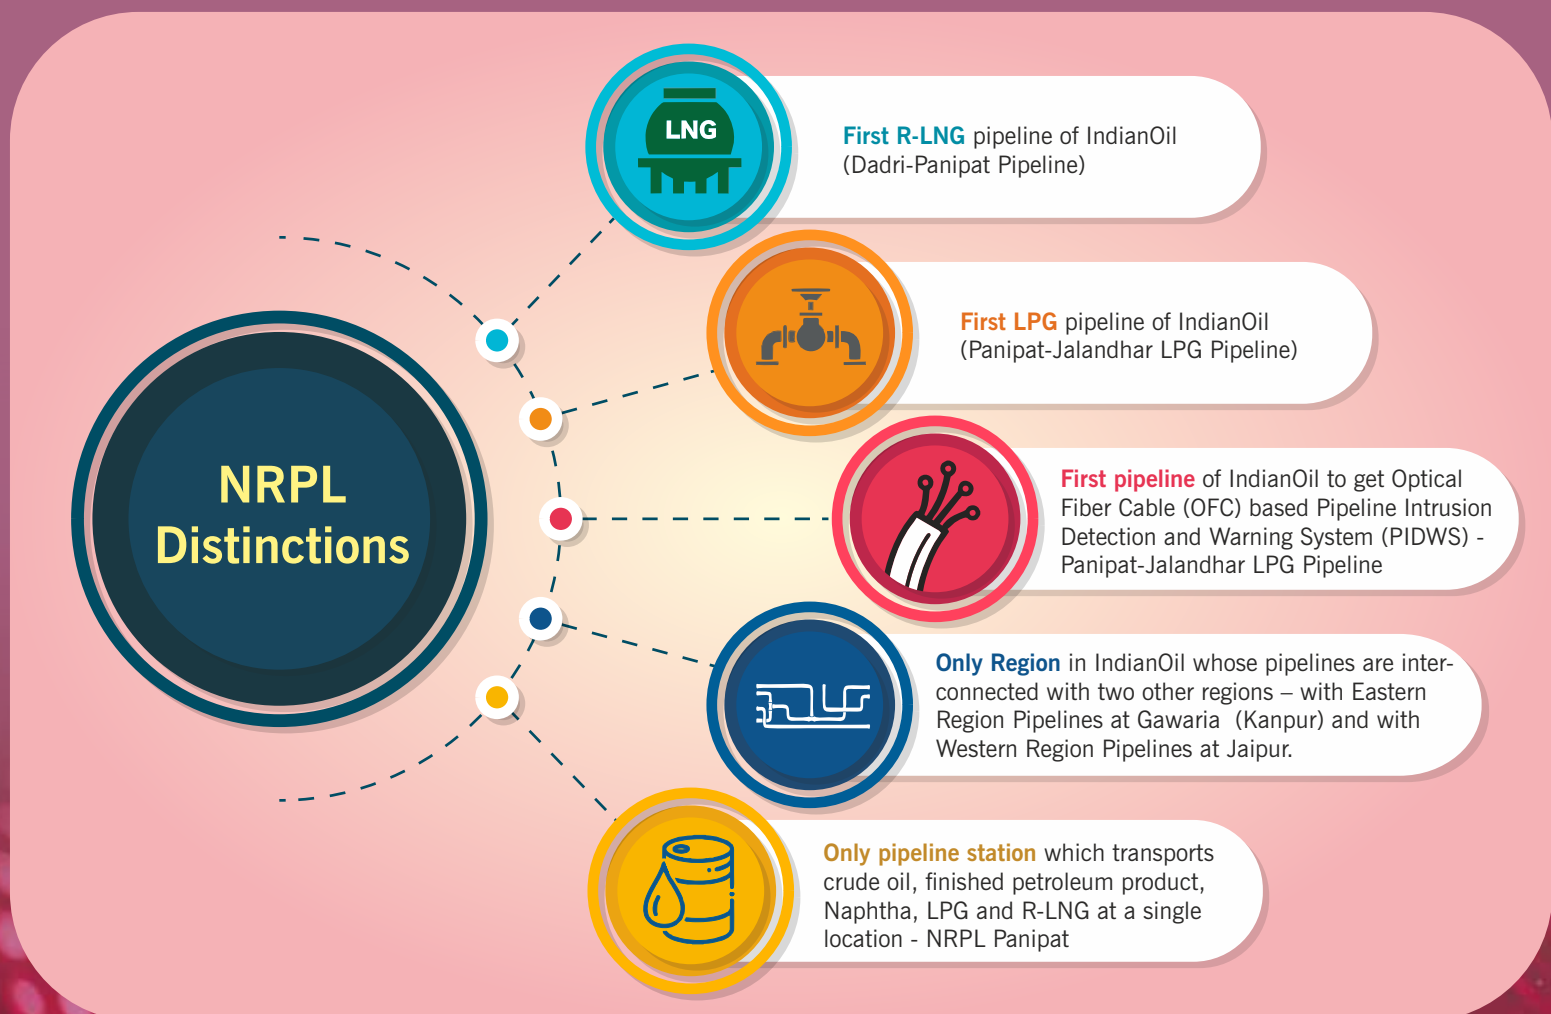 NRPL
Distinctions
LNG
First R-LNG pipeline of IndianOil
(Dadri-Panipat Pipeline)
First LPG pipeline of IndianOil
(Panipat-Jalandhar LPG Pipeline)
First pipeline of IndianOil to get Optical
Fiber Cable (OFC) based Pipeline Intrusion
Detection and Warning System (PIDWS) -
Panipat-Jalandhar LPG Pipeline
Only Region in IndianOil whose pipelines are inter-
connected with two other regions – with Eastern
Region Pipelines at Gawaria (Kanpur) and with
Western Region Pipelines at Jaipur.
Only pipeline station which transports
crude oil, finished petroleum product,
Naphtha, LPG and R-LNG at a single
location - NRPL Panipat